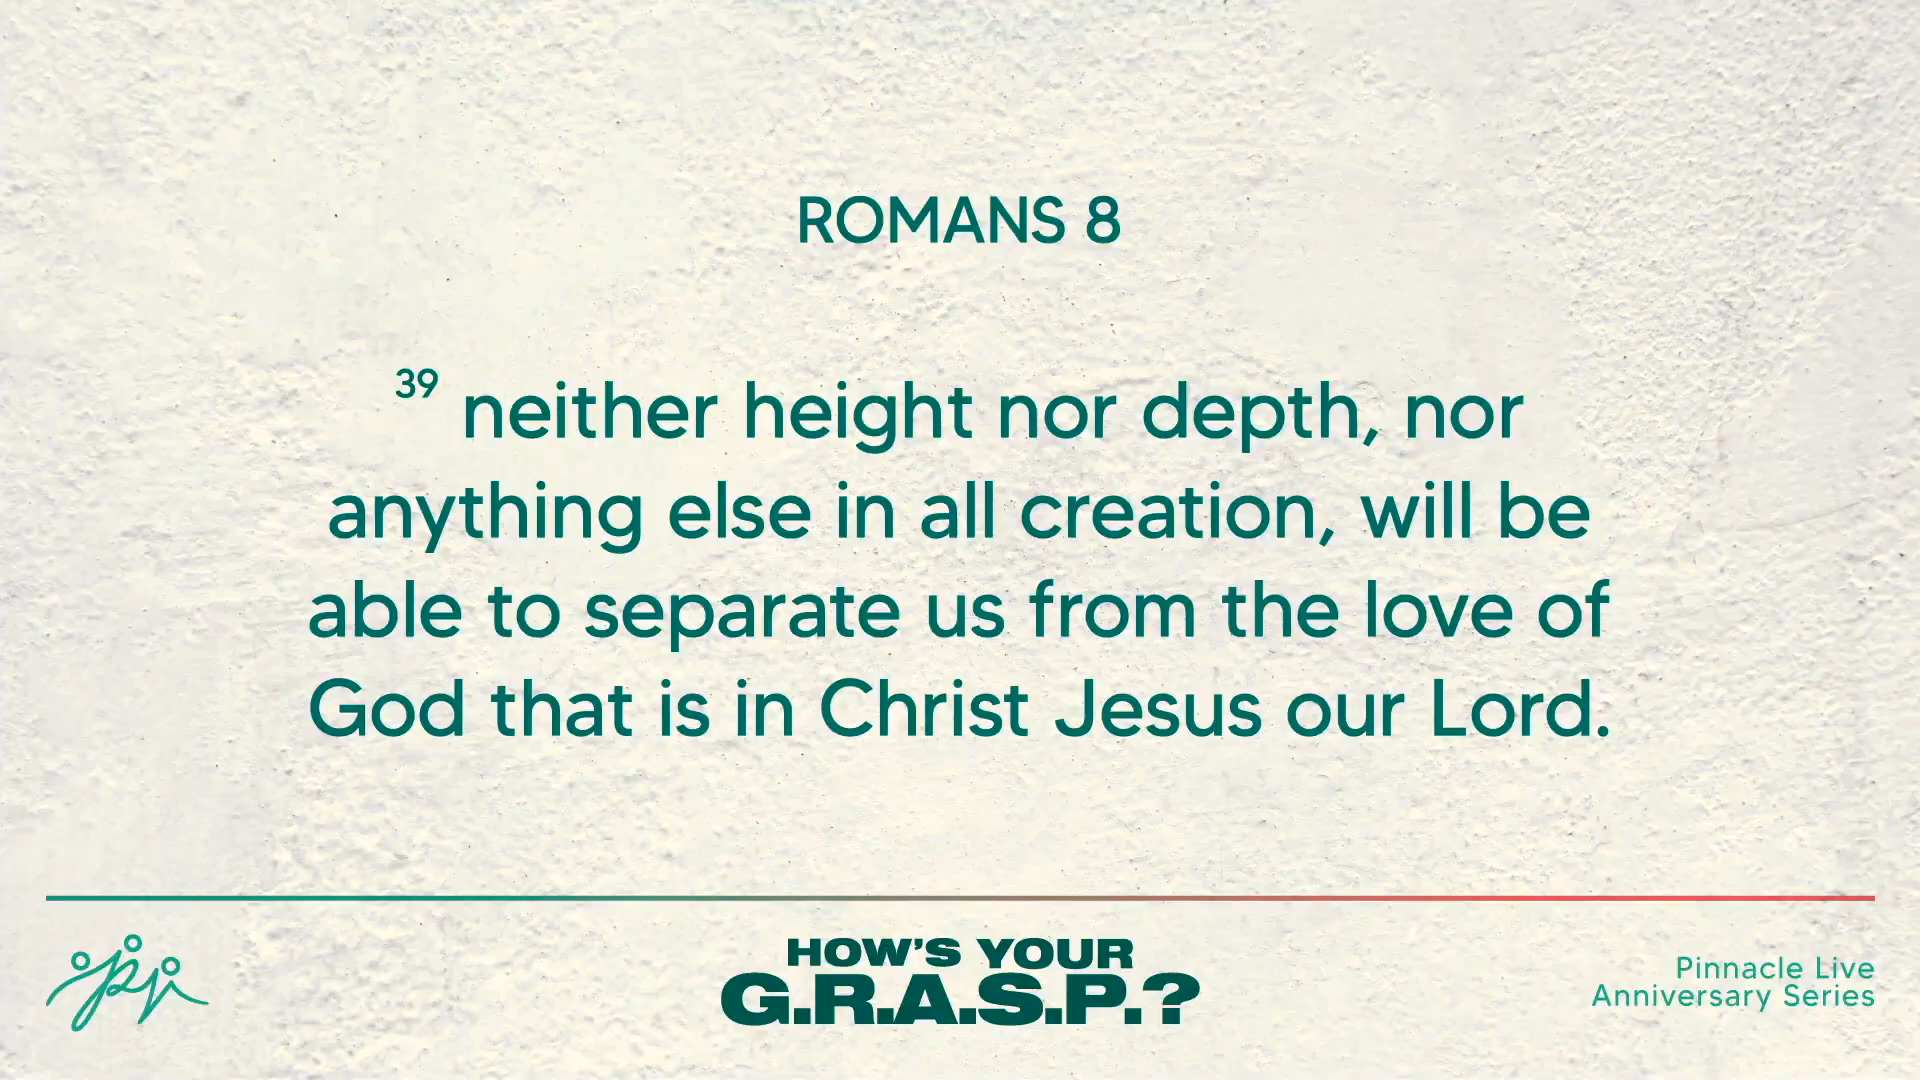 ROMANS 8
39 neither height nor depth, nor
anything else in all creation, will be
able to separate us from the love of
God that is in Christ Jesus our Lord.
HOW'S YOUR
G.R.A.S.P.?
Pinnacle Live
Anniversary Series